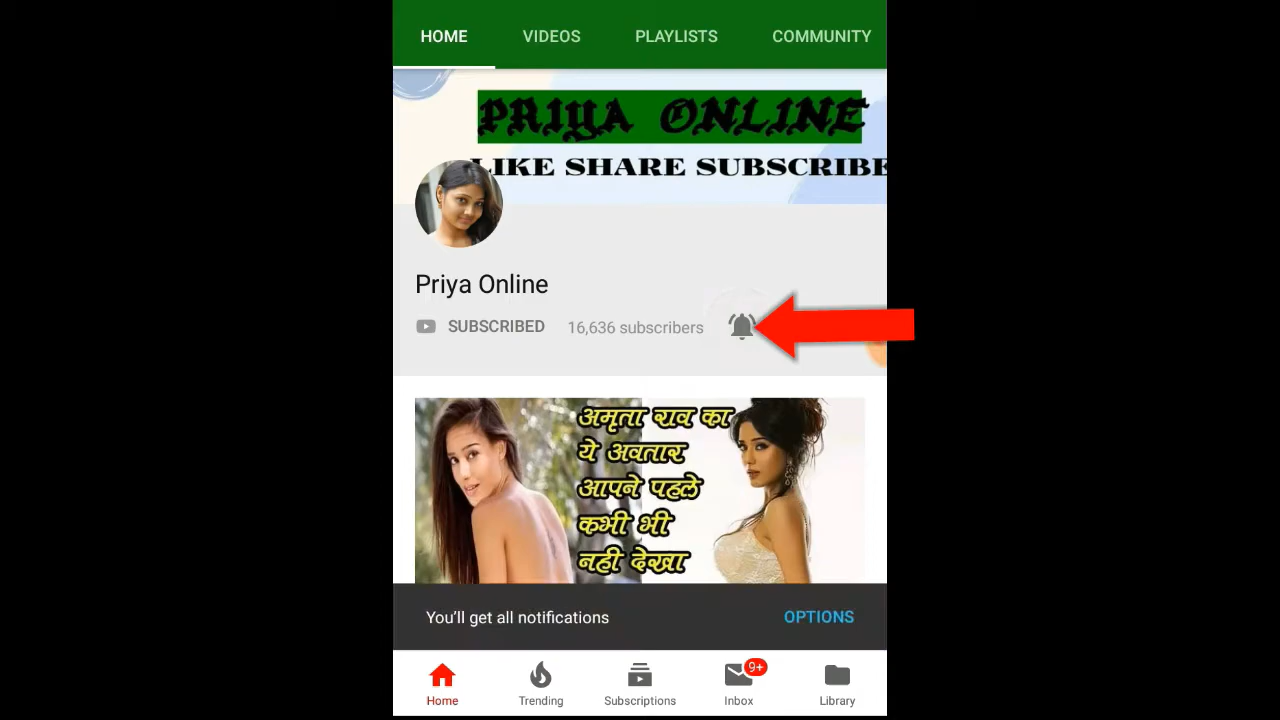 HOME VIDEOS PLAYLISTS COMMUNITY
PRIYA ONLINE
LIKE SHARE SUBSCRIBE
Priya Online
SUBSCRIBED 16,636 subscribers
अमृता राव का
ये अवतार
आपने पहले
कभी भी
नही देखा
You'll get all notifications OPTIONS
9+
Home Trending Subscriptions Inbox Library